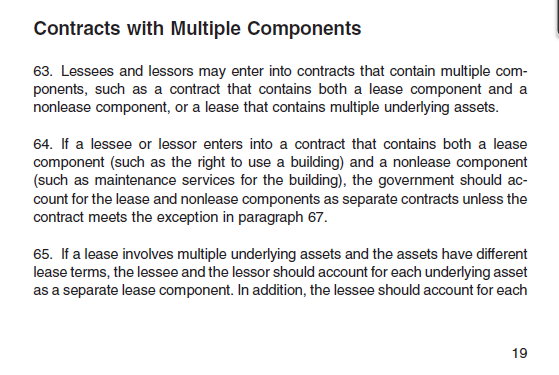 Contracts with Multiple Components
63. Lessees and lessors may enter into contracts that contain multiple com-
ponents, such as a contract that contains both a lease component and a
nonlease component, or a lease that contains multiple underlying assets.
64. If a lessee or lessor enters into a contract that contains both a lease
component (such as the right to use a building) and a nonlease component
(such as maintenance services for the building), the government should ac-
count for the lease and nonlease components as separate contracts unless the
contract meets the exception in paragraph 67.
65. If a lease involves multiple underlying assets and the assets have different
lease terms, the lessee and the lessor should account for each underlying asset
as a separate lease component. In addition, the lessee should account for each
19